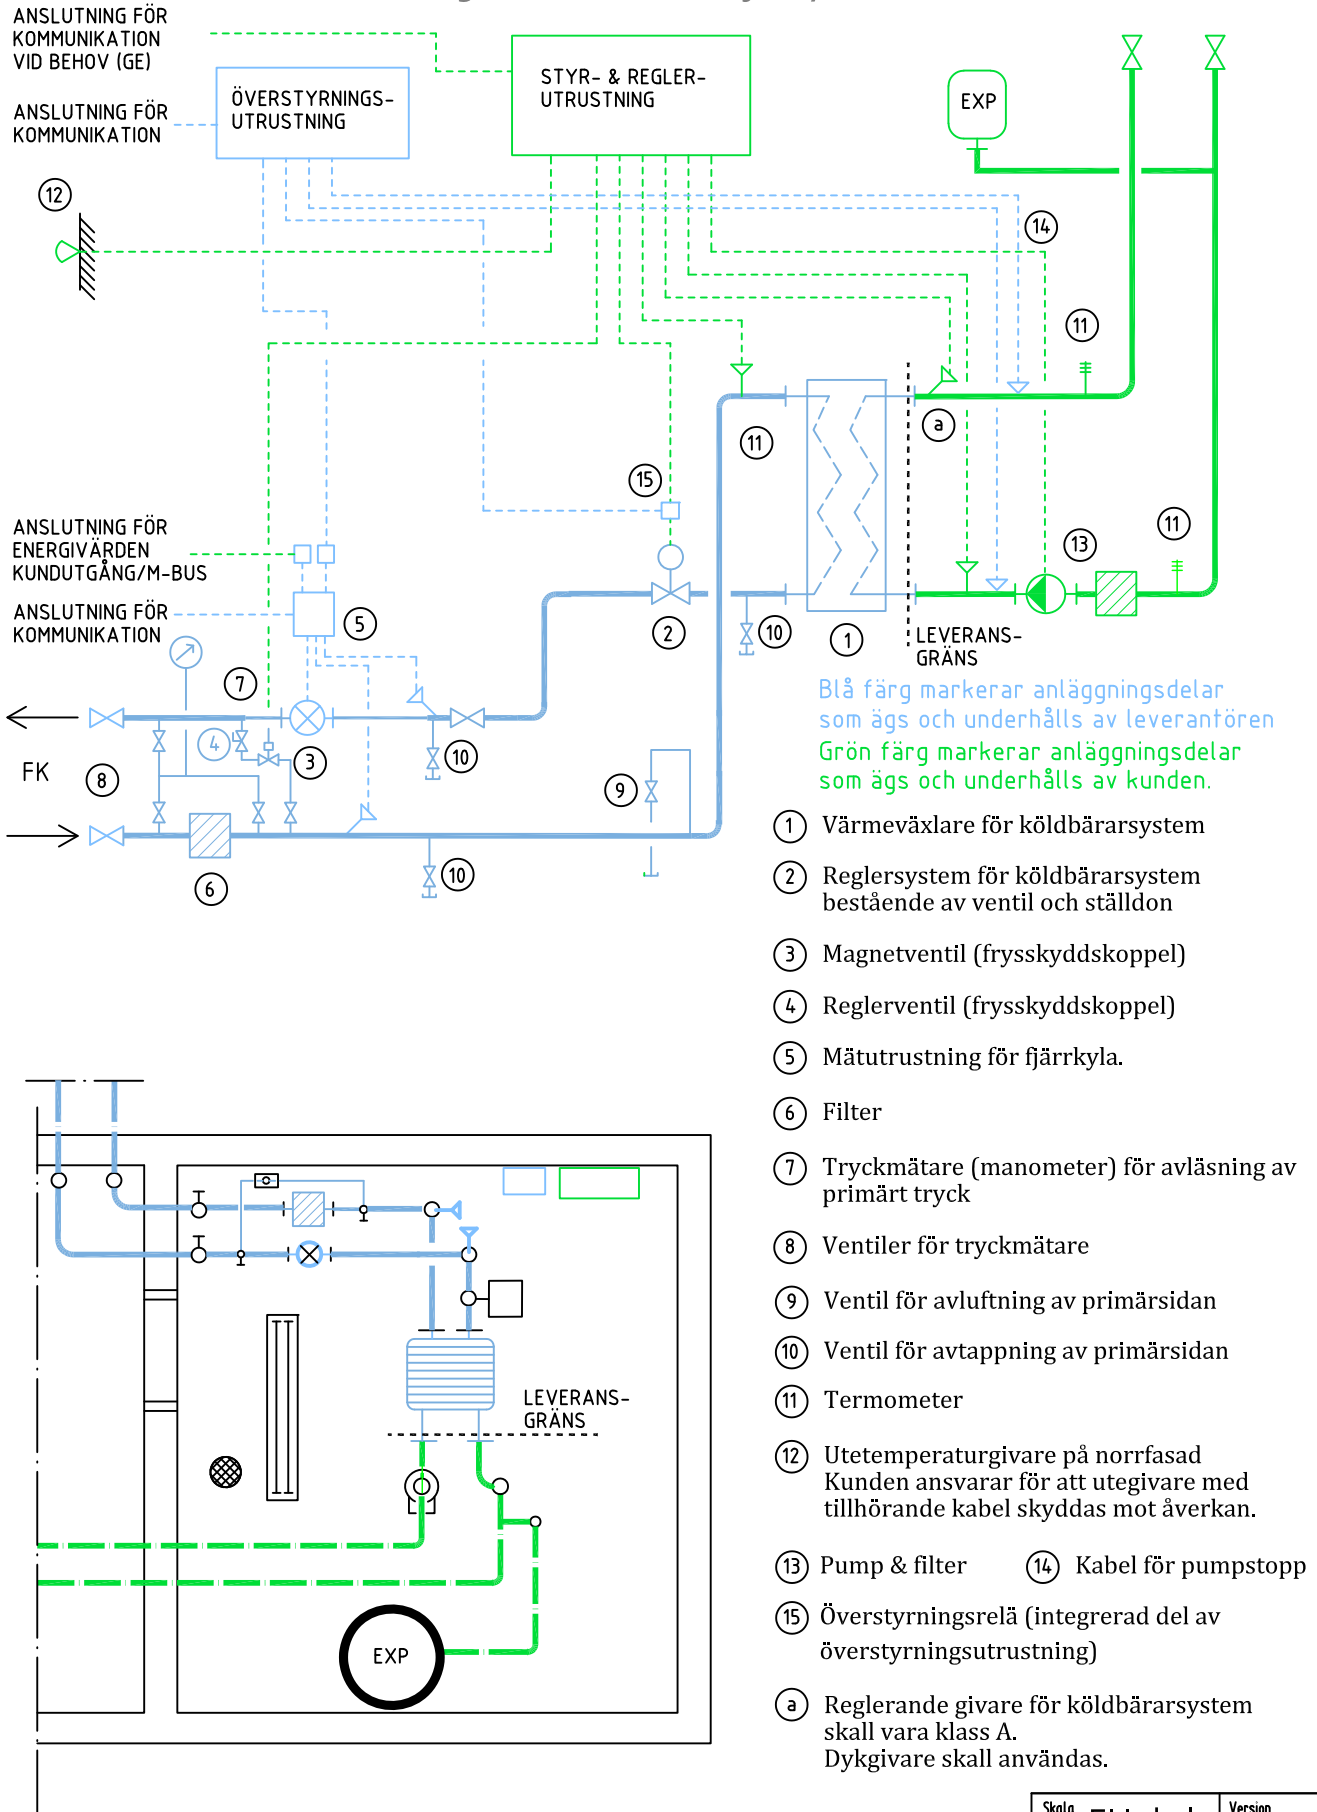 ANSLUTNING FÖR
KOMMUNIKATION
VID BEHOV (GE)
ÖVERSTYRNINGS-
UTRUSTNING
STYR- & REGLER-
UTRUSTNING
EXP
ANSLUTNING FÖR
KOMMUNIKATION
12
14
11
a
11
15
11
13
ANSLUTNING FÖR
ENERGIVÄRDEN
KUNDUTGÅNG/M-BUS
ANSLUTNING FÖR
KOMMUNIKATION
5
2
10
1
LEVERANS-
GRÄNS
7
4
3
10
FK
8
9
6
10
Blå färg markerar anläggningsdelar
som ägs och underhålls av leverantören
Grön färg markerar anläggningsdelar
som ägs och underhålls av kunden.
1 Värmeväxlare för köldbärarsystem
2 Reglersystem för köldbärarsystem
bestående av ventil och ställdon
3 Magnetventil (frysskyddskoppel)
4 Reglerventil (frysskyddskoppel)
5 Mätutrustning för fjärrkyla.
6 Filter
7 Tryckmätare (manometer) för avläsning av
primärt tryck
8 Ventiler för tryckmätare
9 Ventil för avluftning av primärsidan
10 Ventil för avtappning av primärsidan
11 Termometer
12 Utetemperaturgivare på norrfasad
Kunden ansvarar för att utegivare med
tillhörande kabel skyddas mot åverkan.
13 Pump & filter 14 Kabel för pumpstopp
15 Överstyrningsrelä (integrerad del av
överstyrningsutrustning)
a Reglerande givare för köldbärarsystem
skall vara klass A.
Dykgivare skall användas.
LEVERANS-
GRÄNS
EXP
Skala
Version